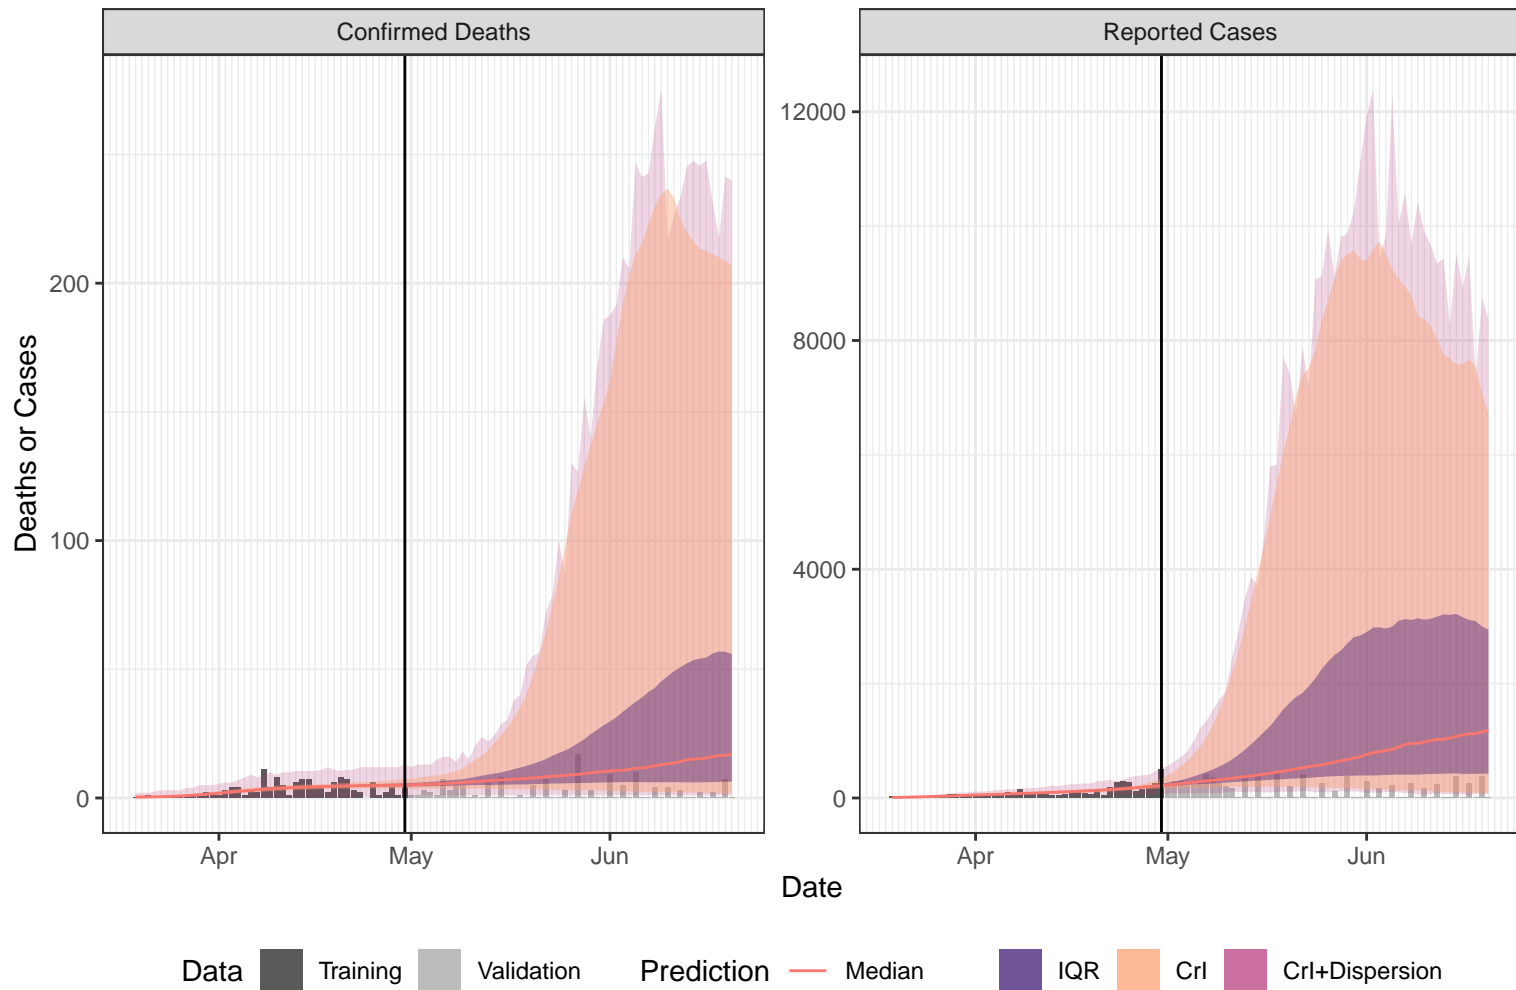 Confirmed Deaths
Reported Cases
Deaths or Cases
200
100
0
12000
8000
4000
0
Apr
May
Jun
Apr
May
Jun
Date
Data Training Validation Prediction Median IQR CrI CrI+Dispersion